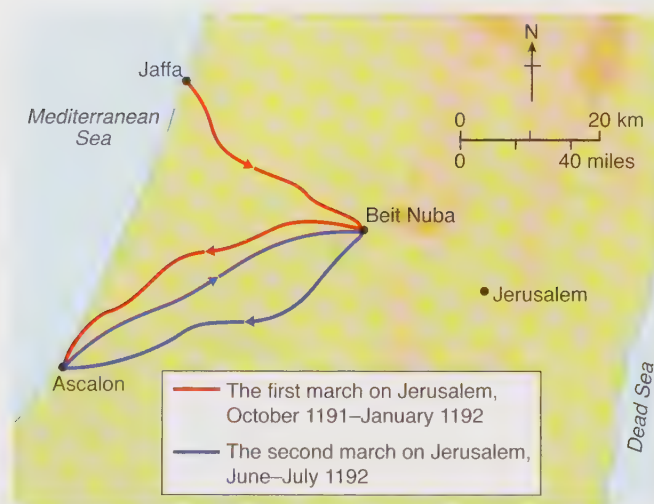 Jaffa
Mediterranean
Sea
N
0 20 km
0 40 miles
Beit Nuba
Jerusalem
Ascalon
Dead Sea
The first march on Jerusalem,
October 1191–January 1192
The second march on Jerusalem,
June–July 1192